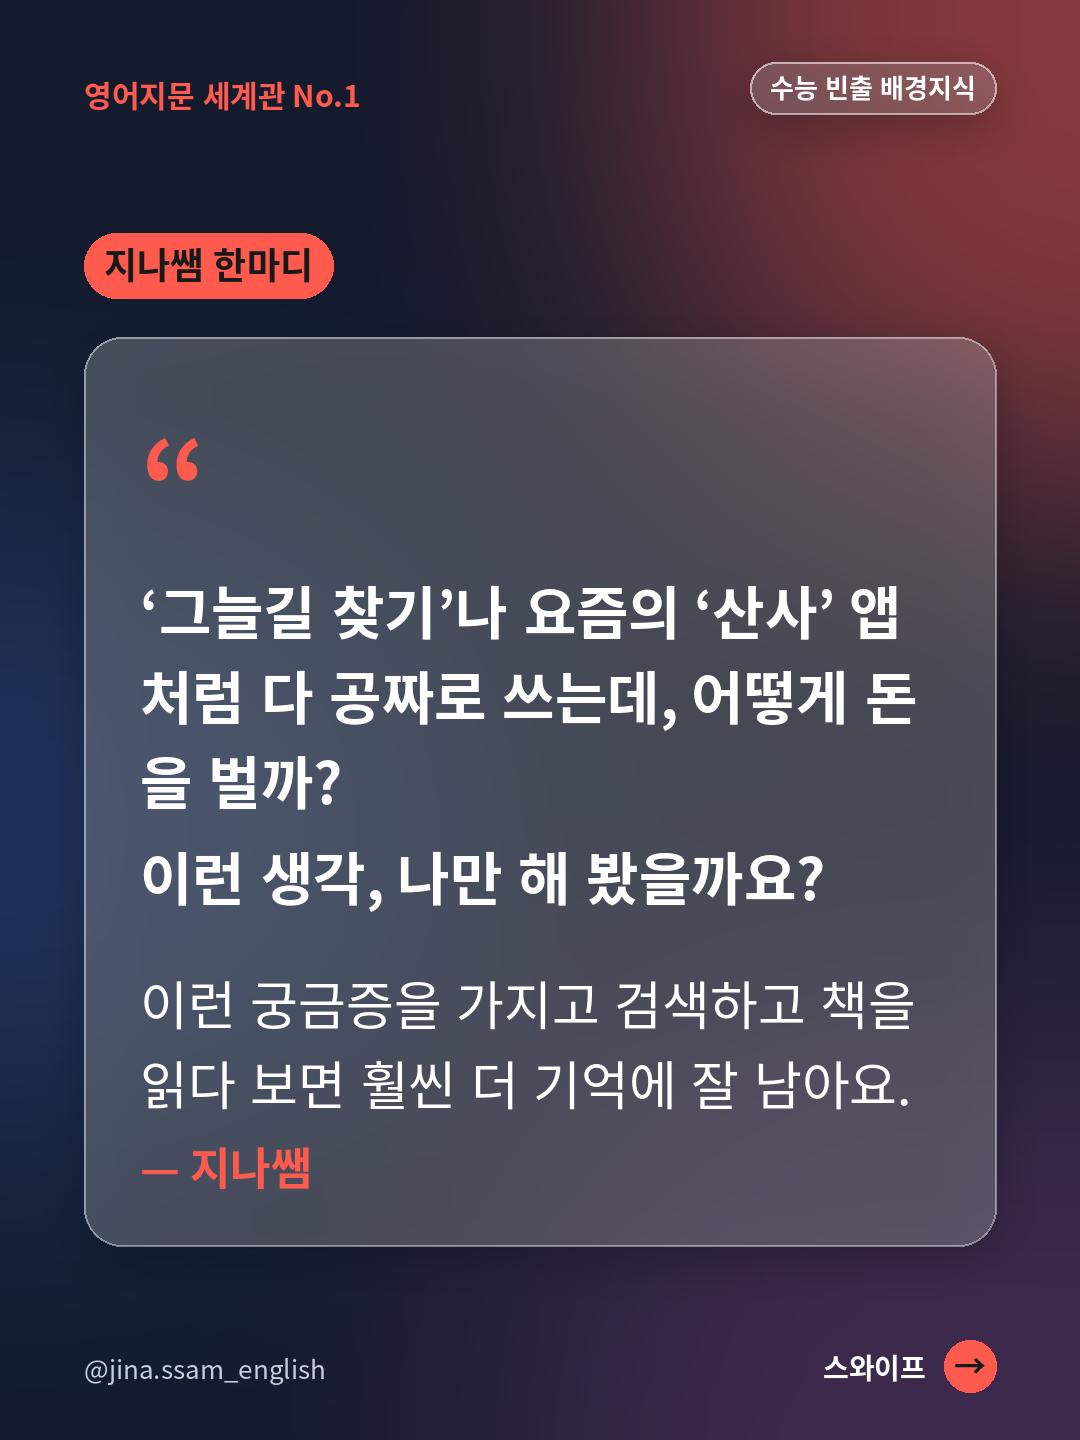 영어지문 세계관 No.1
수능 빈출 배경지식
지나쌤 한마디
“
‘그늘길 찾기’나 요즘의 ‘산사’ 앱
처럼 다 공짜로 쓰는데, 어떻게 돈
을 벌까?
이런 생각, 나만 해 봤을까요?
이런 궁금증을 가지고 검색하고 책을
읽다 보면 훨씬 더 기억에 잘 남아요.
— 지나쌤
@jina.ssam_english
스와이프 →